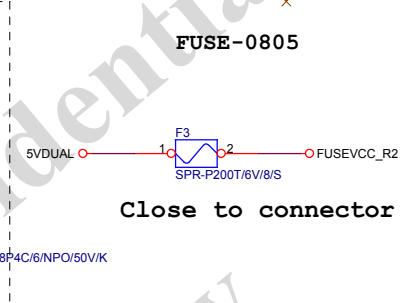 FUSE-0805
F3
5VDUAL 1 2 FUSEVCC_R2
SPR-P200T/6V/8/S
Close to connector
8P4C/6/NPO/50V/K